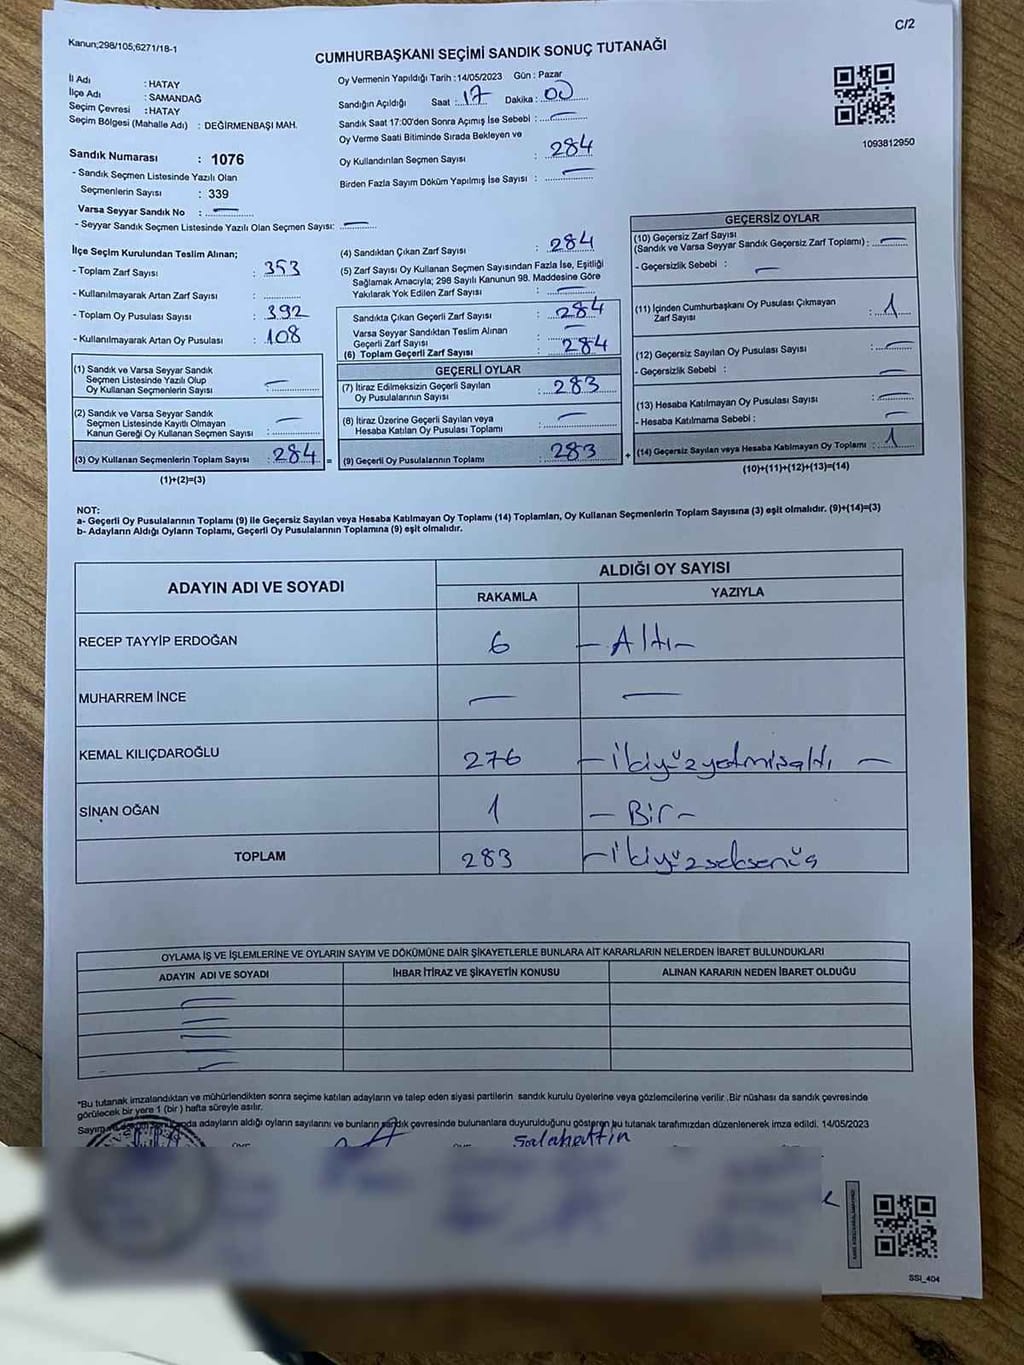 C/2
Kanun;298/105,6271/18-1
CUMHURBAŞKANI SEÇİMİ SANDIK SONUÇ TUTANAĞI
İl Adı : HATAY
İlçe Adı : SAMANDAĞ
Seçim Çevresi : HATAY
Seçim Bölgesi (Mahalle Adı) : DEĞİRMENBAŞI MAH.
Sandık Numarası : 1076
- Sandık Seçmen Listesinde Yazılı Olan
Seçmenlerin Sayısı : 339
Varsa Seyyar Sandık No :
- Seyyar Sandık Seçmen Listesinde Yazılı Olan Seçmen Sayısı:
Oy Vermenin Yapıldığı Tarih :14/05/2023 Gün : Pazar
Sandığın Açıldığı Saat : 17 Dakika : 00
Sandık Saat 17:00'den Sonra Açımış İse Sebebi :
Oy Verme Saati Bitiminde Sırada Bekleyen ve
Oy Kullandırılan Seçmen Sayısı : 284
Birden Fazla Sayım Döküm Yapılmış İse Sayısı :
1093812950
İlçe Seçim Kurulundan Teslim Alınan;
- Toplam Zarf Sayısı : 353
- Kullanılmayarak Artan Zarf Sayısı :
- Toplam Oy Pusulası Sayısı : 392
- Kullanılmayarak Artan Oy Pusulası : 108
(1) Sandık ve Varsa Seyyar Sandık
Seçmen Listesinde Yazılı Olup
Oy Kullanan Seçmenlerin Sayısı :
(2) Sandık ve Varsa Seyyar Sandık
Seçmen Listesinde Kayıtlı Olmayan
Kanun Gereği Oy Kullanan Seçmen Sayısı :
(3) Oy Kullanan Seçmenlerin Toplam Sayısı : 284 =
(1)+(2)=(3)
(4) Sandıktan Çıkan Zarf Sayısı : 284
(5) Zarf Sayısı Oy Kullanan Seçmen Sayısından Fazla İse, Eşitliği
Sağlamak Amacıyla; 298 Sayılı Kanunun 98. Maddesine Göre
Yakılarak Yok Edilen Zarf Sayısı :
Sandıkta Çıkan Geçerli Zarf Sayısı : 284
Varsa Seyyar Sandıktan Teslim Alınan
Geçerli Zarf Sayısı :
(6) Toplam Geçerli Zarf Sayısı : 284
GEÇERLİ OYLAR
(7) İtiraz Edilmeksizin Geçerli Sayılan
Oy Pusulalarının Sayısı : 283
(8) İtiraz Üzerine Geçerli Sayılan veya
Hesaba Katılan Oy Pusulası Toplamı :
(9) Geçerli Oy Pusulalarının Toplamı : 283 +
GEÇERSİZ OYLAR
(10) Geçersiz Zarf Sayısı
(Sandık ve Varsa Seyyar Sandık Geçersiz Zarf Toplamı) :
- Geçersizlik Sebebi :
(11) İçinden Cumhurbaşkanı Oy Pusulası Çıkmayan
Zarf Sayısı : 1
(12) Geçersiz Sayılan Oy Pusulası Sayısı :
- Geçersizlik Sebebi :
(13) Hesaba Katılmayan Oy Pusulası Sayısı :
- Hesaba Katılmama Sebebi :
(14) Geçersiz Sayılan veya Hesaba Katılmayan Oy Toplamı : 1
(10)+(11)+(12)+(13)=(14)
NOT:
a- Geçerli Oy Pusulalarının Toplamı (9) ile Geçersiz Sayılan veya Hesaba Katılmayan Oy Toplamı (14) Toplamları, Oy Kullanan Seçmenlerin Toplam Sayısına (3) eşit olmalıdır. (9)+(14)=(3)
b- Adayların Aldığı Oyların Toplamı, Geçerli Oy Pusulalarının Toplamına (9) eşit olmalıdır.
ADAYIN ADI VE SOYADI ALDIĞI OY SAYISI
RAKAMLA YAZIYLA
RECEP TAYYİP ERDOĞAN 6 - Altı -
MUHARREM İNCE — —
KEMAL KILIÇDAROĞLU 276 - İkiyüzyetmişaltı -
SİNAN OĞAN 1 - Bir -
TOPLAM 283 - İkiyüzseksenüç
OYLAMA İŞ VE İŞLEMLERİNE VE OYLARIN SAYIM VE DÖKÜMÜNE DAİR ŞİKAYETLERLE BUNLARA AİT KARARLARIN NELERDEN İBARET BULUNDUKLARI
ADAYIN ADI VE SOYADI İHBAR İTİRAZ VE ŞİKAYETİN KONUSU ALINAN KARARIN NEDEN İBARET OLDUĞU
*Bu tutanak imzalandıktan ve mühürlendikten sonra seçime katılan adayların ve talep eden siyasi partilerin sandık kurulu üyelerine veya gözlemcilerine verilir .Bir nüshası da sandık çevresinde
görülecek bir yere 1 (bir ) hafta süreyle asılır.
adayların aldığı oyların sayılarını ve bunların sandık çevresinde bulunanlara duyurulduğunu gösteren bu tutanak tarafımızdan düzenlenerek imza edildi. 14/05/2023
Salahattin
SSİ_404